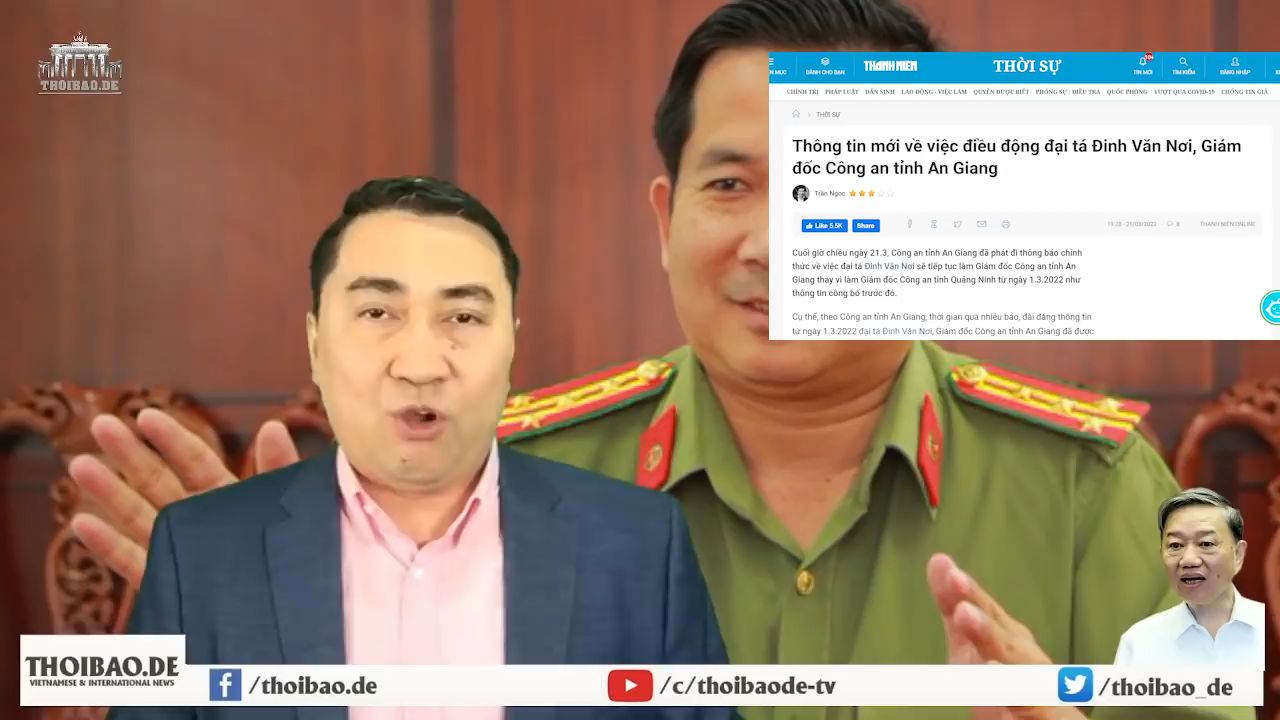 THOIBAO.DE
DÀNH CHO BẠN
THANH NIÊN
THỜI SỰ
TIN MỚI
TÌM KIẾM
ĐĂNG NHẬP
CHÍNH TRỊ PHÁP LUẬT DÂN SINH LAO ĐỘNG - VIỆC LÀM QUYỀN ĐƯỢC BIẾT PHÓNG SỰ / ĐIỀU TRA QUỐC PHÒNG VƯỢT QUA COVID-19 CHỐNG TIN GIẢ
THỜI SỰ
Thông tin mới về việc điều động đại tá Đinh Văn Nơi, Giám
đốc Công an tỉnh An Giang
Trần Ngọc
Like 5.5K Share
19:28 - 21/03/2022 8 THANH NIÊN ONLINE
Cuối giờ chiều ngày 21.3, Công an tỉnh An Giang đã phát đi thông báo chính
thức về việc đại tá Đinh Văn Nơi sẽ tiếp tục làm Giám đốc Công an tỉnh An
Giang thay vì làm Giám đốc Công an tỉnh Quảng Ninh từ ngày 1.3.2022 như
thông tin công bố trước đó.
Cụ thể, theo Công an tỉnh An Giang, thời gian qua nhiều báo, đài đăng thông tin
từ ngày 1.3.2022 đại tá Đinh Văn Nơi, Giám đốc Công an tỉnh An Giang đã được
THOIBAO.DE
VIETNAMESE & INTERNATIONAL NEWS
/thoibao.de
/c/thoibaode-tv
/thoibao_de